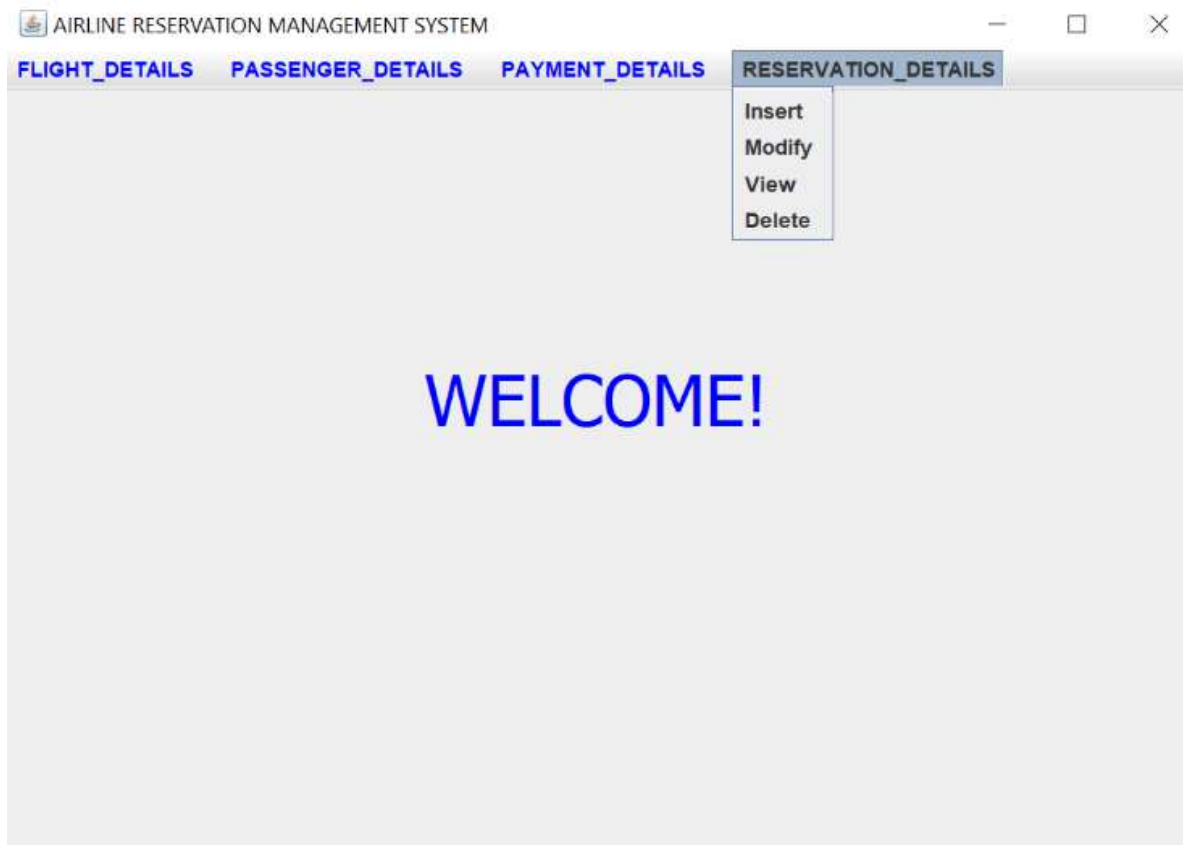 AIRLINE RESERVATION MANAGEMENT SYSTEM
FLIGHT_DETAILS PASSENGER_DETAILS PAYMENT_DETAILS RESERVATION_DETAILS
Insert
Modify
View
Delete
WELCOME!